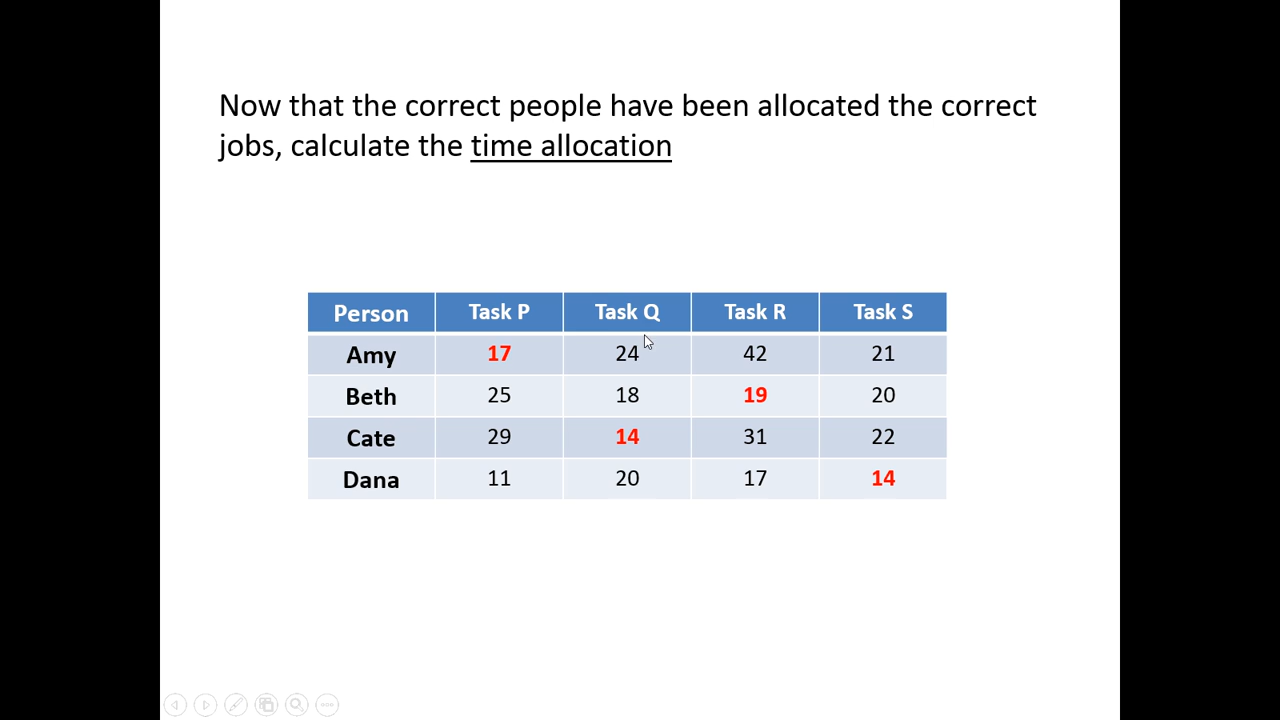 Now that the correct people have been allocated the correct
jobs, calculate the time allocation
Person Task P Task Q Task R Task S
Amy 17 24 42 21
Beth 25 18 19 20
Cate 29 14 31 22
Dana 11 20 17 14